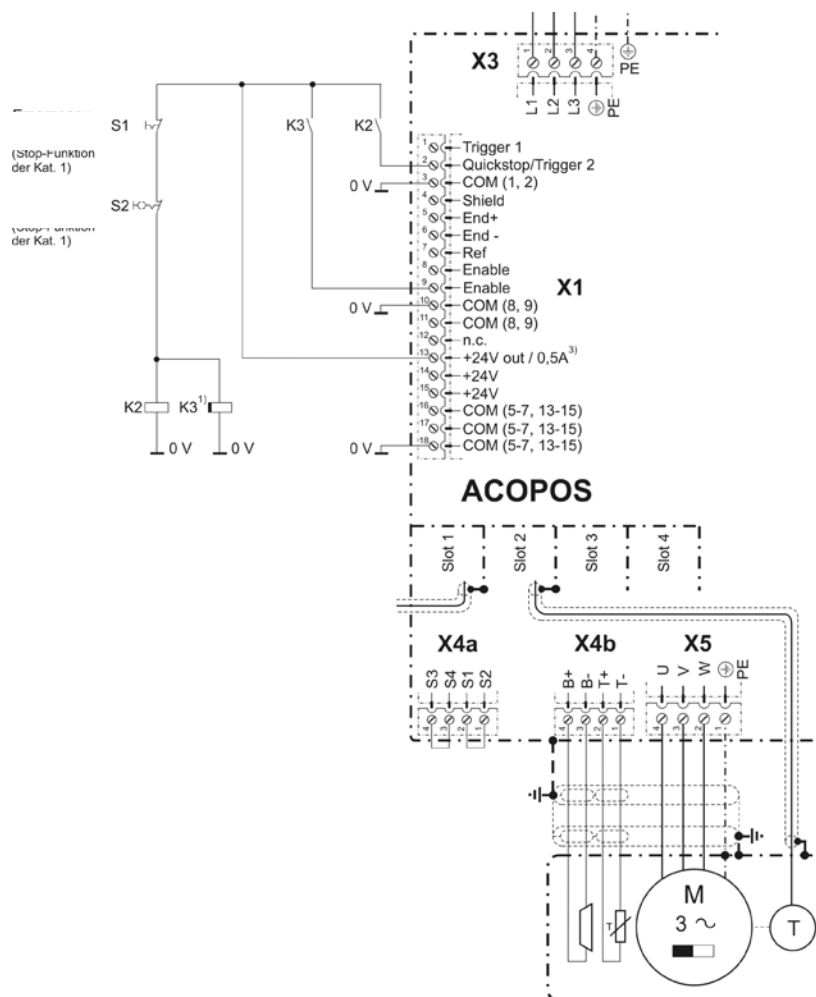 X3
1 2 3 4
PE
L1 L2 L3 PE
S1
(Stop-Funktion
der Kat. 1)
S2
der Kat. 1)
K3
K2
0 V
1 Trigger 1
2 Quickstop/Trigger 2
3 COM (1, 2)
4 Shield
5 End+
6 End -
7 Ref
8 Enable
9 Enable
X1
0 V
10 COM (8, 9)
11 COM (8, 9)
12 n.c.
13 +24V out / 0,5A3)
14 +24V
15 +24V
16 COM (5-7, 13-15)
17 COM (5-7, 13-15)
0 V
18 COM (5-7, 13-15)
K2
K3 1)
0 V
0 V
ACOPOS
Slot 1
Slot 2
Slot 3
Slot 4
X4a
S3 S4 S1 S2
4 3 2 1
X4b
B+ B- T+ T-
4 3 2 1
X5
U V W PE
4 3 2 1
T
M
3 ~
T